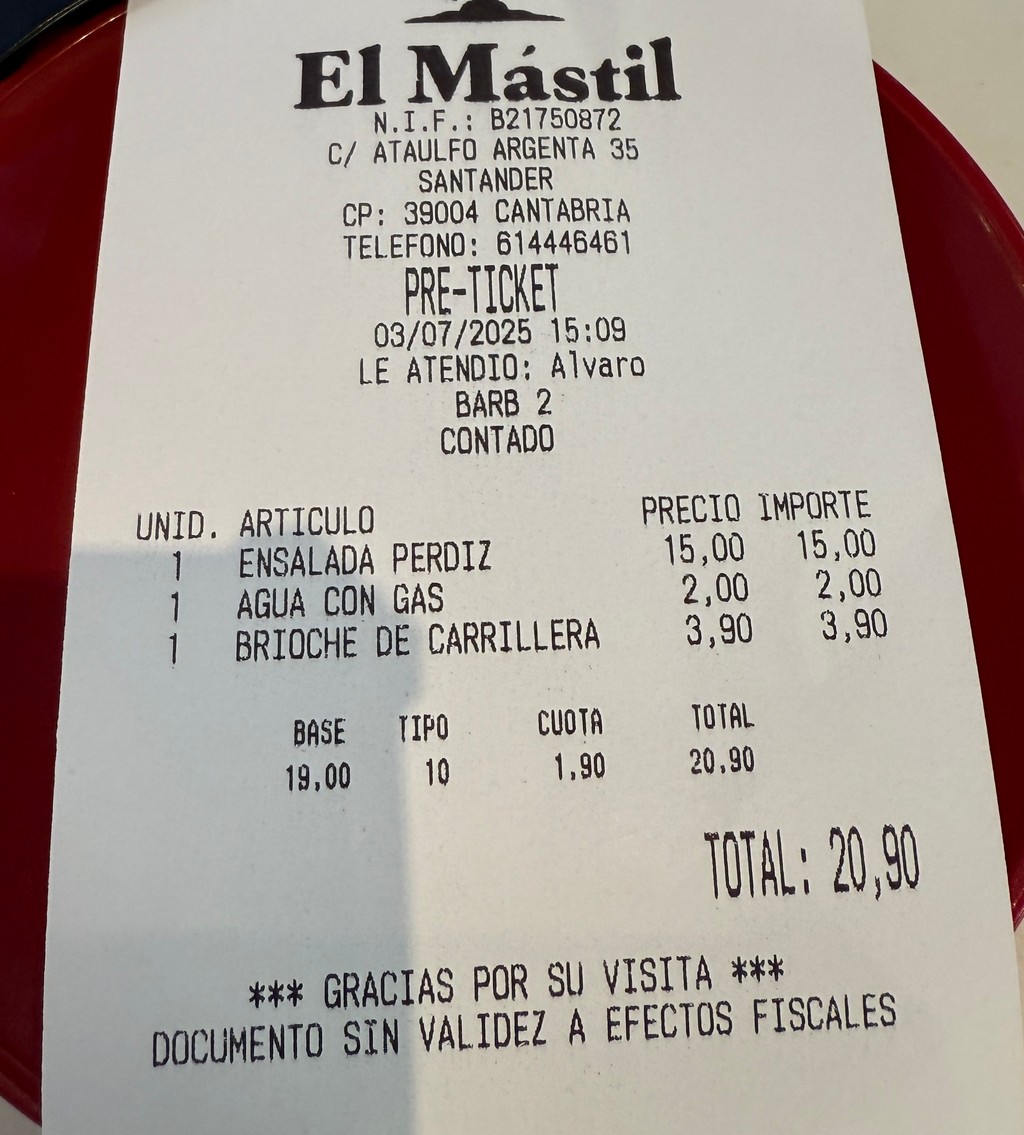 El Mástil
N.I.F.: B21750872
C/ ATAULFO ARGENTA 35
SANTANDER
CP: 39004 CANTABRIA
TELEFONO: 614446461
PRE-TICKET
03/07/2025 15:09
LE ATENDIO: Alvaro
BARB 2
CONTADO
UNID. ARTICULO PRECIO IMPORTE
1 ENSALADA PERDIZ 15,00 15,00
1 AGUA CON GAS 2,00 2,00
1 BRIOCHE DE CARRILLERA 3,90 3,90
BASE TIPO CUOTA TOTAL
19,00 10 1,90 20,90
TOTAL: 20,90
*** GRACIAS POR SU VISITA ***
DOCUMENTO SIN VALIDEZ A EFECTOS FISCALES